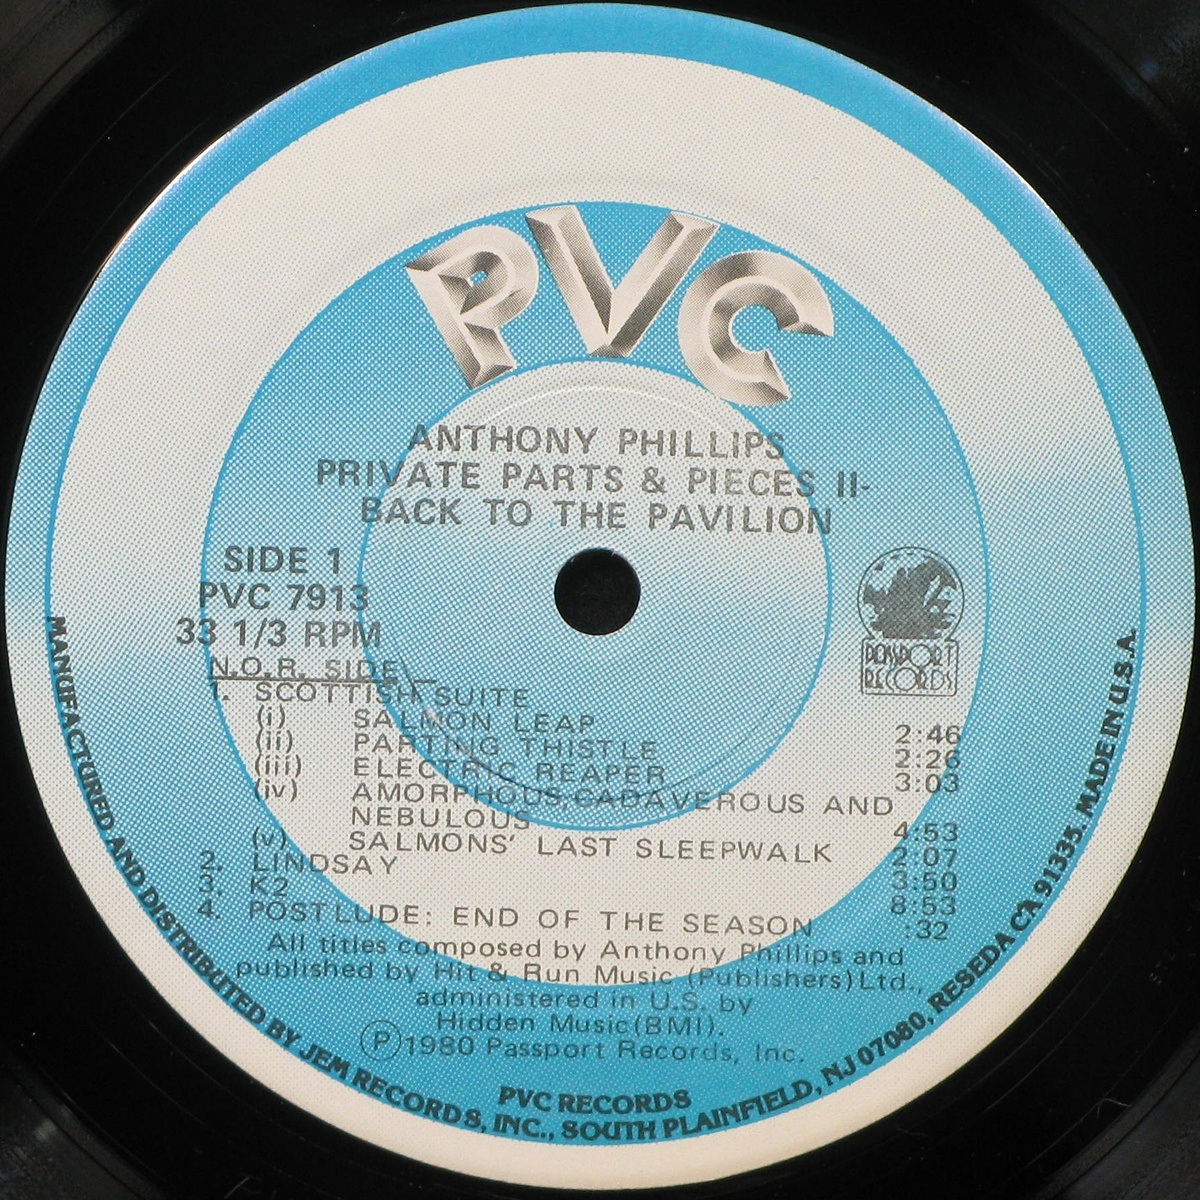 PVC
ANTHONY PHILLIPS
PRIVATE PARTS & PIECES II-
BACK TO THE PAVILION
SIDE 1
PVC 7913
33 1/3 RPM
PASSPORT
RECORDS
N.O.R. SIDE
1. SCOTTISH SUITE
(i) SALMON LEAP 2:46
(ii) PARTING THISTLE 2:26
(iii) ELECTRIC REAPER 3:03
(iv) AMORPHOUS, CADAVEROUS AND
NEBULOUS 4:53
(v) SALMONS' LAST SLEEPWALK 2:07
2. LINDSAY 3:50
3. K2 8:53
4. POSTLUDE: END OF THE SEASON :32
All titles composed by Anthony Phillips and
published by Hit & Run Music (Publishers) Ltd.,
administered in U.S. by
Hidden Music (BMI).
Ⓟ1980 Passport Records, Inc.
PVC RECORDS
MANUFACTURED AND DISTRIBUTED BY JEM RECORDS, INC., SOUTH PLAINFIELD, NJ 07080, RESEDA CA 91335. MADE IN U.S.A.